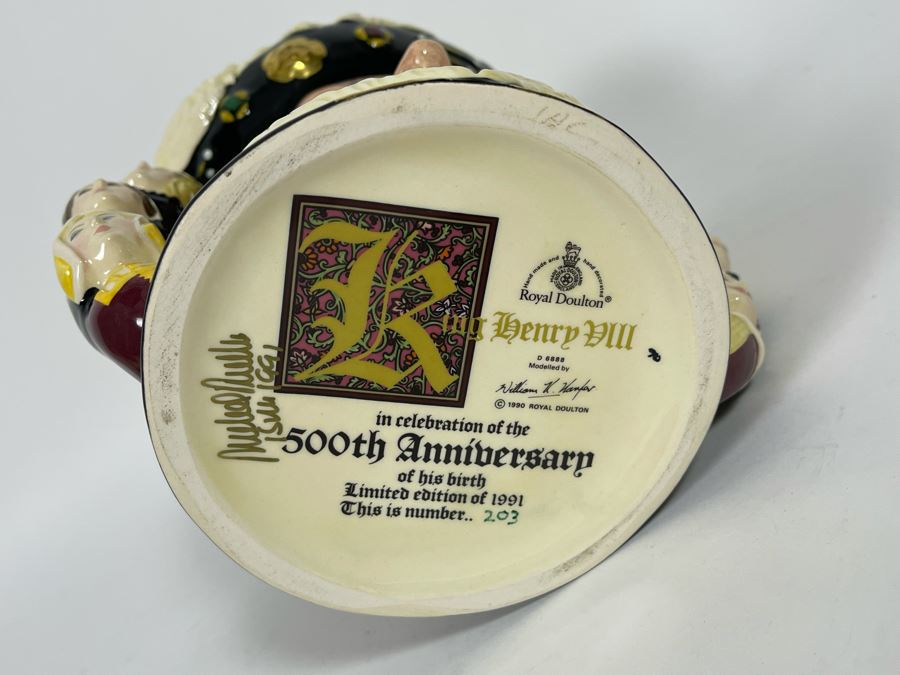 Hand made and hand decorated
Royal Doulton®
King Henry VIII
D 6888
Modelled by
William K. Harper
© 1990 ROYAL DOULTON
in celebration of the
500th Anniversary
of his birth
Limited edition of 1991
This is number.. 203